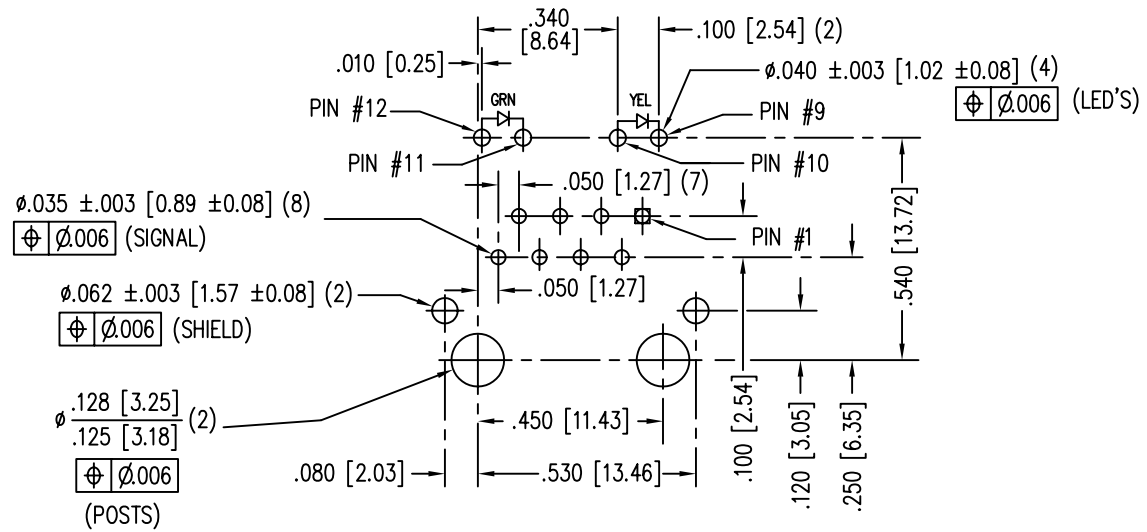 .340
[8.64]
.100 [2.54] (2)
.010 [0.25]
ø.040 ±.003 [1.02 ±0.08] (4)
⌖ Ø.006 (LED'S)
PIN #12
GRN
YEL
PIN #9
PIN #11
PIN #10
.050 [1.27] (7)
ø.035 ±.003 [0.89 ±0.08] (8)
⌖ Ø.006 (SIGNAL)
PIN #1
.540 [13.72]
.050 [1.27]
ø.062 ±.003 [1.57 ±0.08] (2)
⌖ Ø.006 (SHIELD)
ø .128 [3.25]
.125 [3.18] (2)
⌖ Ø.006
(POSTS)
.450 [11.43]
.080 [2.03]
.530 [13.46]
.100 [2.54]
.120 [3.05]
.250 [6.35]